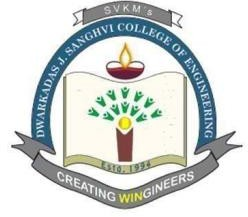 SVKM's
DWARKADAS J. SANGHVI COLLEGE OF ENGINEERING
Estd. 1994
CREATING WINGINEERS